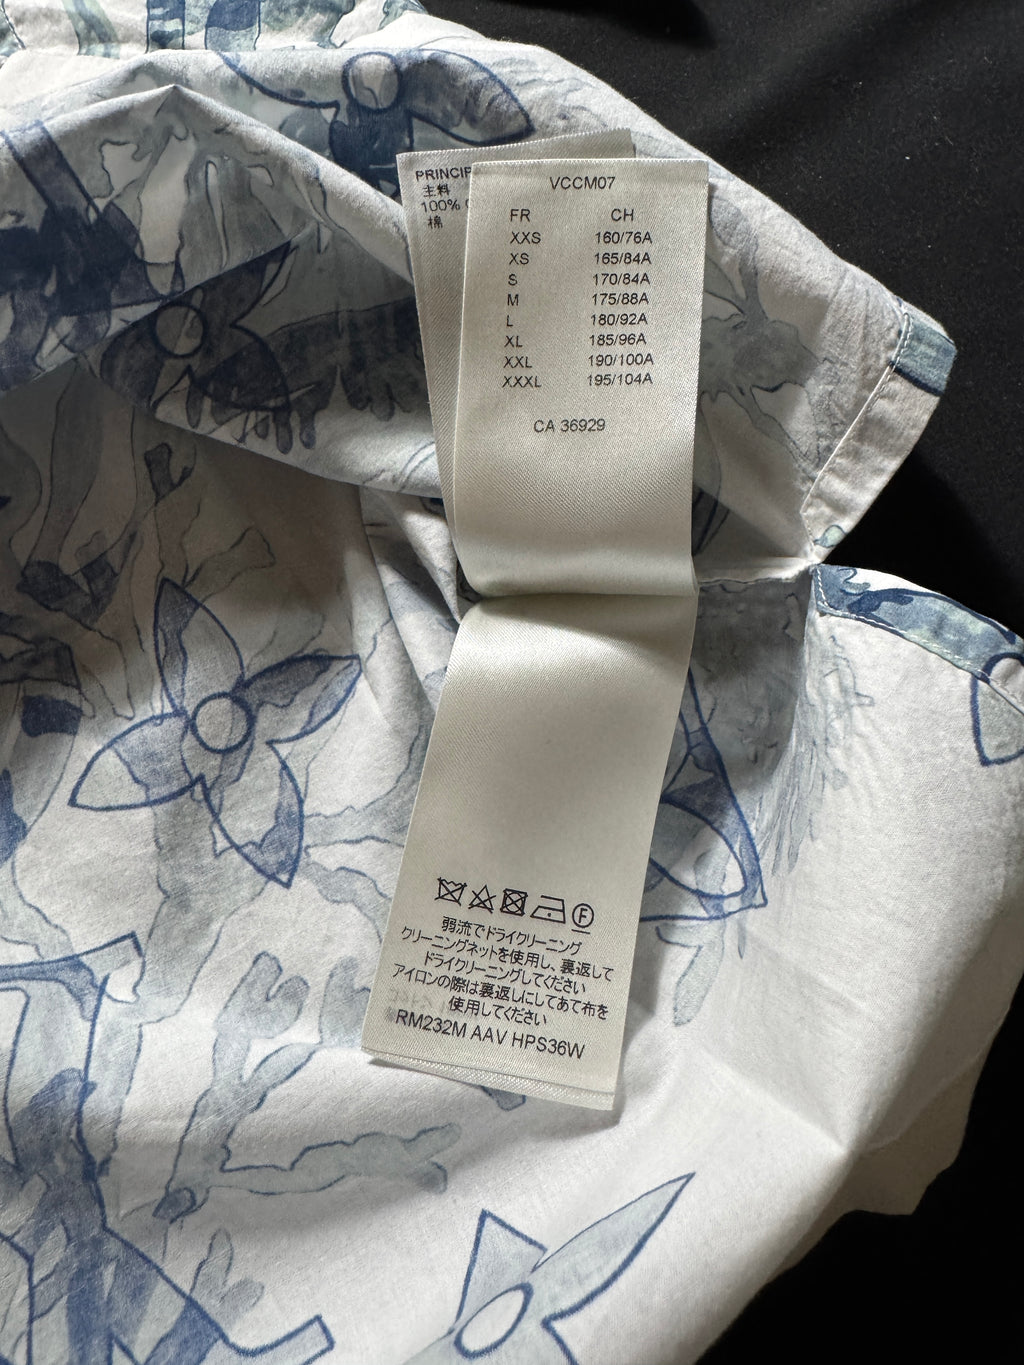 PRINCIP
主料
100%
棉
VCCM07
FR CH
XXS 160/76A
XS 165/84A
S 170/84A
M 175/88A
L 180/92A
XL 185/96A
XXL 190/100A
XXXL 195/104A
CA 36929
F
弱流でドライクリーニング
クリーニングネットを使用し、裏返して
ドライクリーニングしてください
アイロンの際は裏返しにしてあて布を
使用してください
RM232M AAV HPS36W